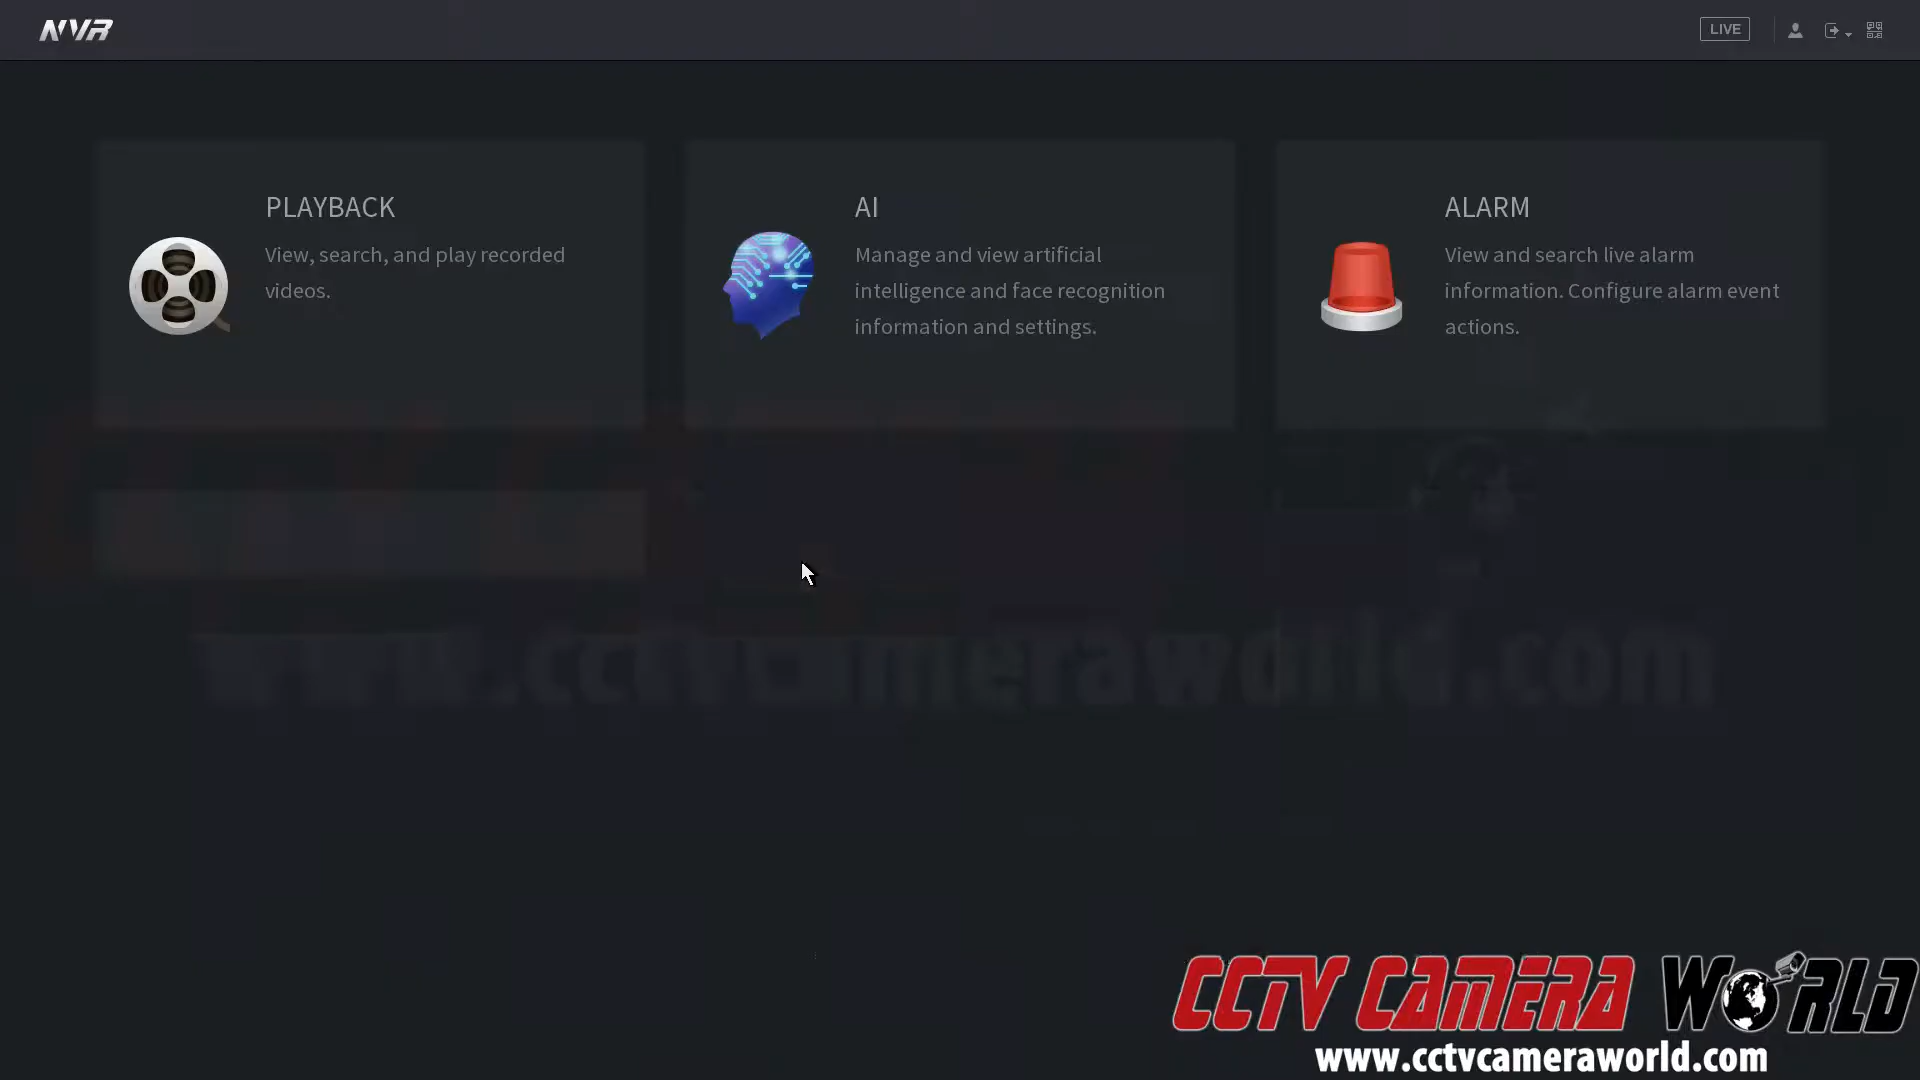 NVR
LIVE
PLAYBACK
View, search, and play recorded
videos.
AI
Manage and view artificial
intelligence and face recognition
information and settings.
ALARM
View and search live alarm
information. Configure alarm event
actions.
www.cctvcameraworld.com
CCTV CAMERA WORLD
www.cctvcameraworld.com